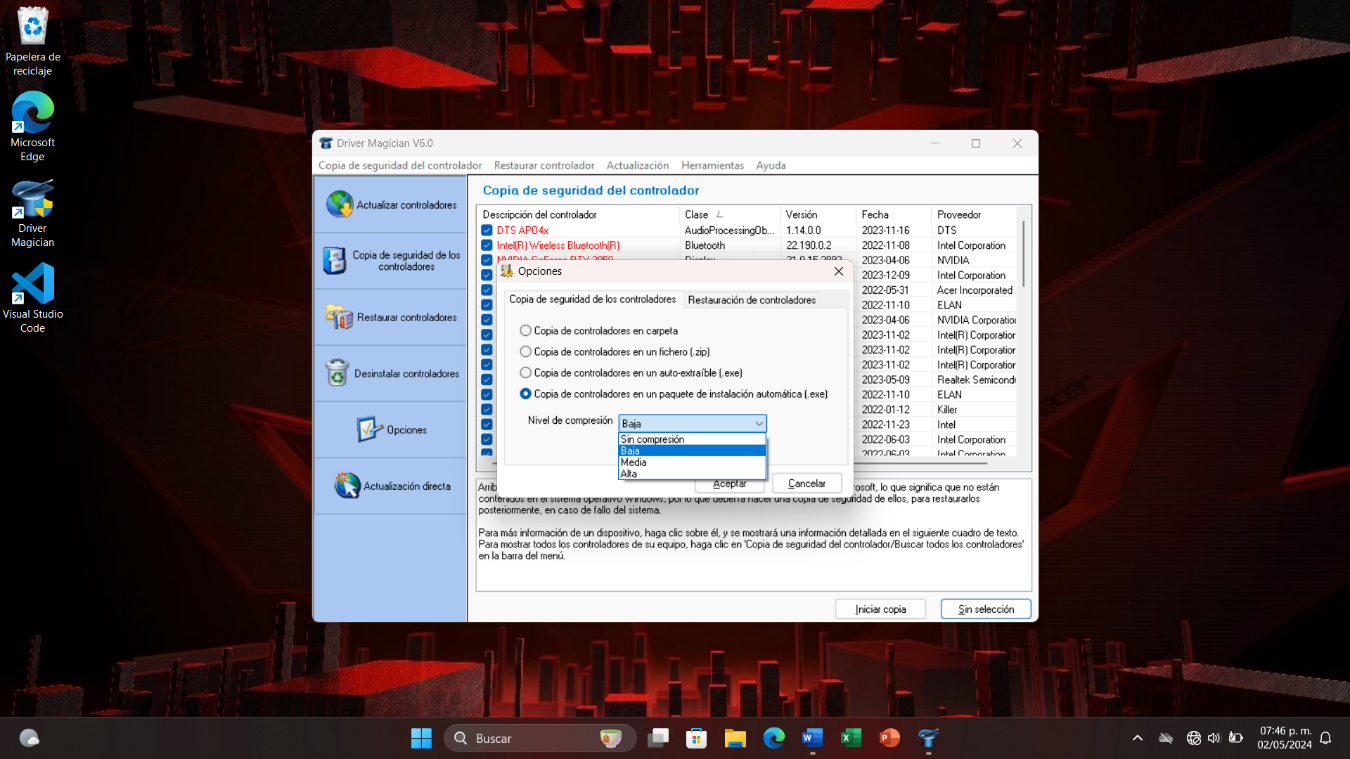 Papelera de
reciclaje
Microsoft
Edge
Driver
Magician
Visual Studio
Code
Driver Magician V6.0
Copia de seguridad del controlador Restaurar controlador Actualización Herramientas Ayuda
Actualizar controladores
Copia de seguridad de los
controladores
Restaurar controladores
Desinstalar controladores
Opciones
Actualización directa
Copia de seguridad del controlador
Descripción del controlador Clase Versión Fecha Proveedor
DTS APO4x AudioProcessingOb... 1.14.0.0 2023-11-16 DTS
Intel(R) Wireless Bluetooth(R) Bluetooth 22.190.0.2 2022-11-08 Intel Corporation
2023-04-06 NVIDIA
2023-12-09 Intel Corporation
2022-05-31 Acer Incorporated
2022-11-10 ELAN
2023-04-06 NVIDIA Corporation
2023-11-02 Intel(R) Corporation
2023-11-02 Intel(R) Corporation
2023-11-02 Intel(R) Corporation
2023-05-09 Realtek Semicondu
2022-11-10 ELAN
2022-01-12 Killer
2022-11-23 Intel
2022-06-03 Intel Corporation
2022-06-03 Intel Corporation
Opciones
Copia de seguridad de los controladores Restauración de controladores
Copia de controladores en carpeta
Copia de controladores en un fichero (.zip)
Copia de controladores en un auto-extraíble (.exe)
Copia de controladores en un paquete de instalación automática (.exe)
Nivel de compresión Baja
Sin compresión
Baja
Media
Alta
Aceptar Cancelar
Arrib rosoft, lo que significa que no están
contenidos en el sistema operativo Windows, por lo que debería hacer una copia de seguridad de ellos, para restaurarlos
posteriormente, en caso de fallo del sistema.
Para más información de un dispositivo, haga clic sobre él, y se mostrará una información detallada en el siguiente cuadro de texto.
Para mostrar todos los controladores de su equipo, haga clic en 'Copia de seguridad del controlador/Buscar todos los controladores'
en la barra del menú.
Iniciar copia Sin selección
Buscar
07:46 p. m.
02/05/2024